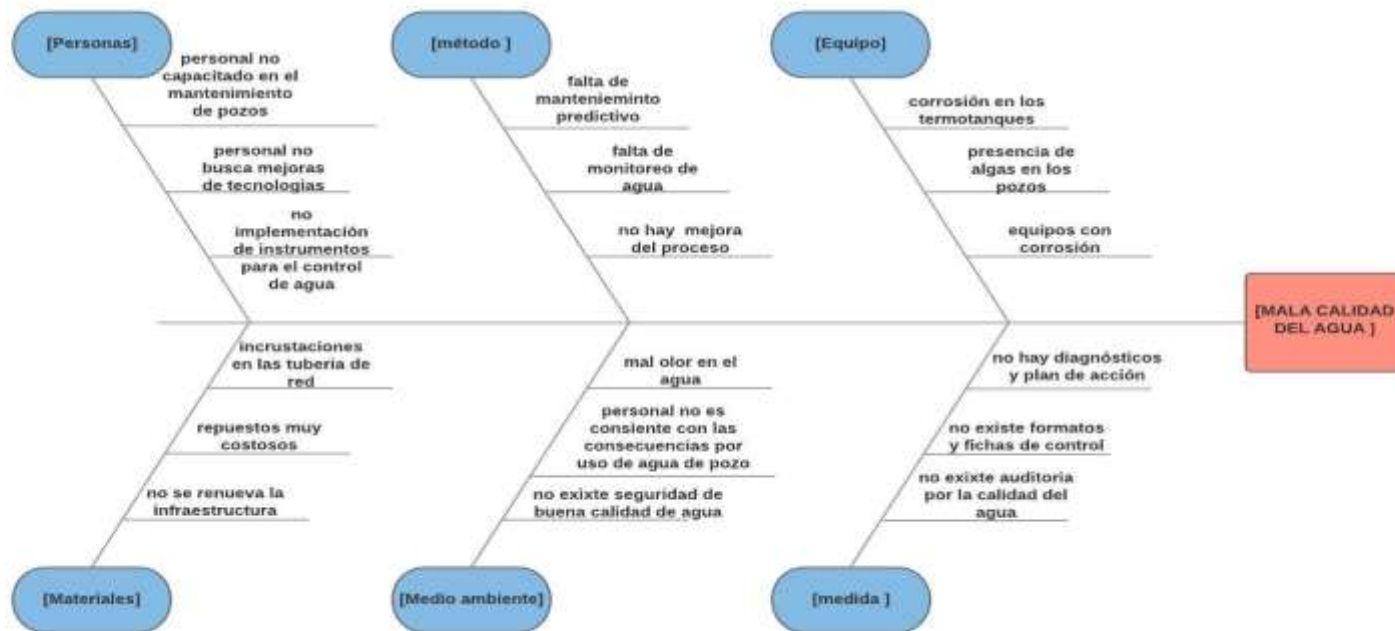 [Personas]
personal no
capacitado en el
mantenimiento
de pozos
personal no
busca mejoras
de tecnologias
no
implementación
de instrumentos
para el control
de agua
[método ]
falta de
mantenieminto
predictivo
falta de
monitoreo de
agua
no hay mejora
del proceso
[Equipo]
corrosión en los
termotanques
presencia de
algas en los
pozos
equipos con
corrosión
[MALA CALIDAD
DEL AGUA ]
incrustaciones
en las tubería de
red
repuestos muy
costosos
no se renueva la
infraestructura
[Materiales]
mal olor en el
agua
personal no es
consiente con las
consecuencias por
uso de agua de pozo
no exixte seguridad de
buena calidad de agua
[Medio ambiente]
no hay diagnósticos
y plan de acción
no existe formatos
y fichas de control
no exixte auditoria
por la calidad del
agua
[medida ]